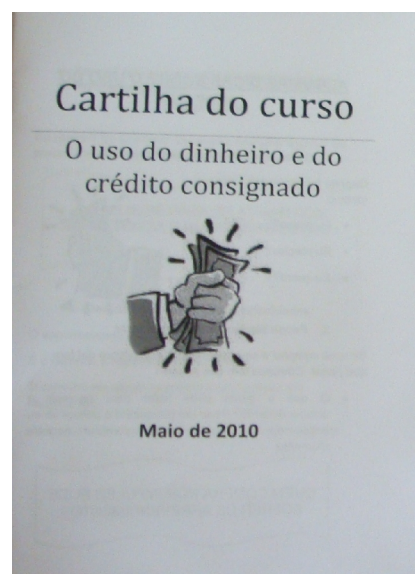 Cartilha do curso
O uso do dinheiro e do
crédito consignado
Maio de 2010